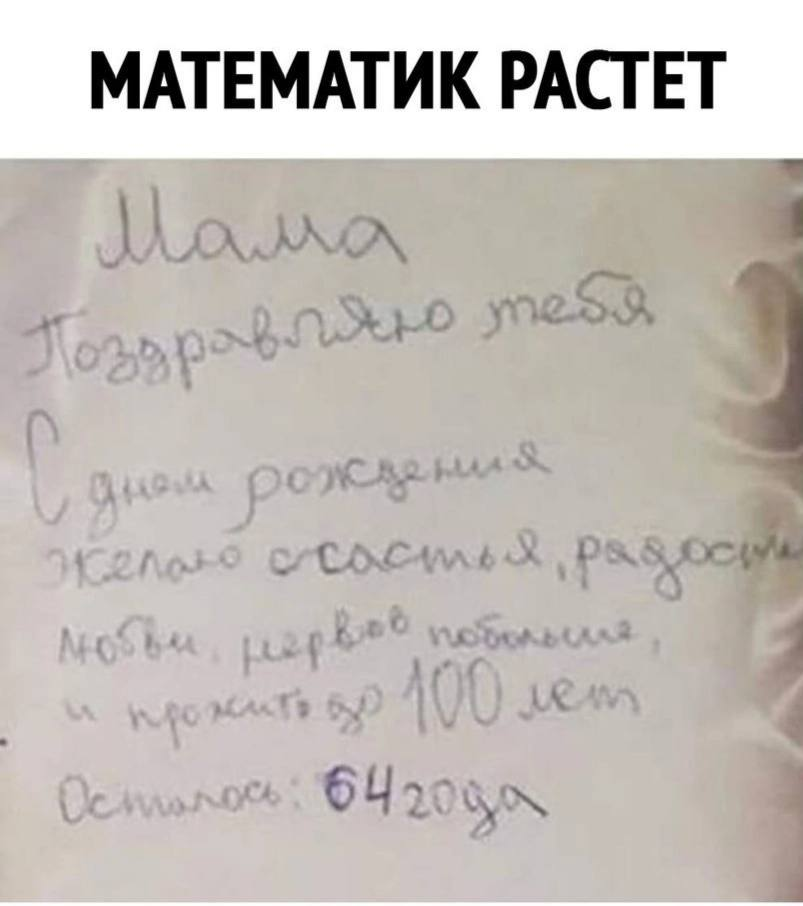 МАТЕМАТИК РАСТЕТ
Мама
Поздравляю тебя
С днем рождения
Желаю счастья, радости
любви, нервов побольше,
и прожить до 100 лет
Осталось: 64 года